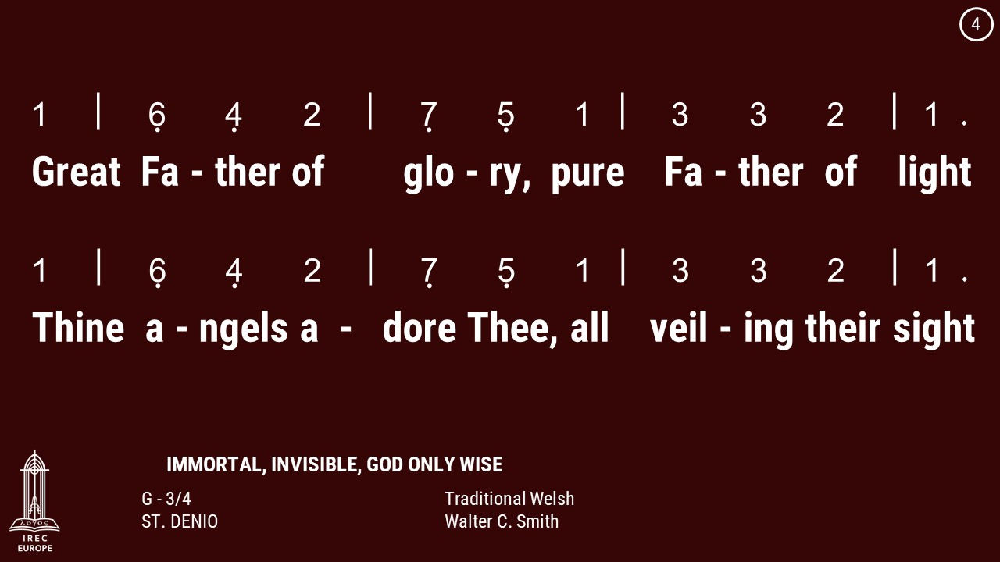 4
1 | 6̣ 4̣ 2 | 7̣ 5̣ 1 | 3 3 2 | 1 .
Great Fa - ther of glo - ry, pure Fa - ther of light
1 | 6̣ 4̣ 2 | 7̣ 5̣ 1 | 3 3 2 | 1 .
Thine a - ngels a - dore Thee, all veil - ing their sight
IMMORTAL, INVISIBLE, GOD ONLY WISE
G - 3/4
Traditional Welsh
ST. DENIO
Walter C. Smith
λογος
IREC
EUROPE